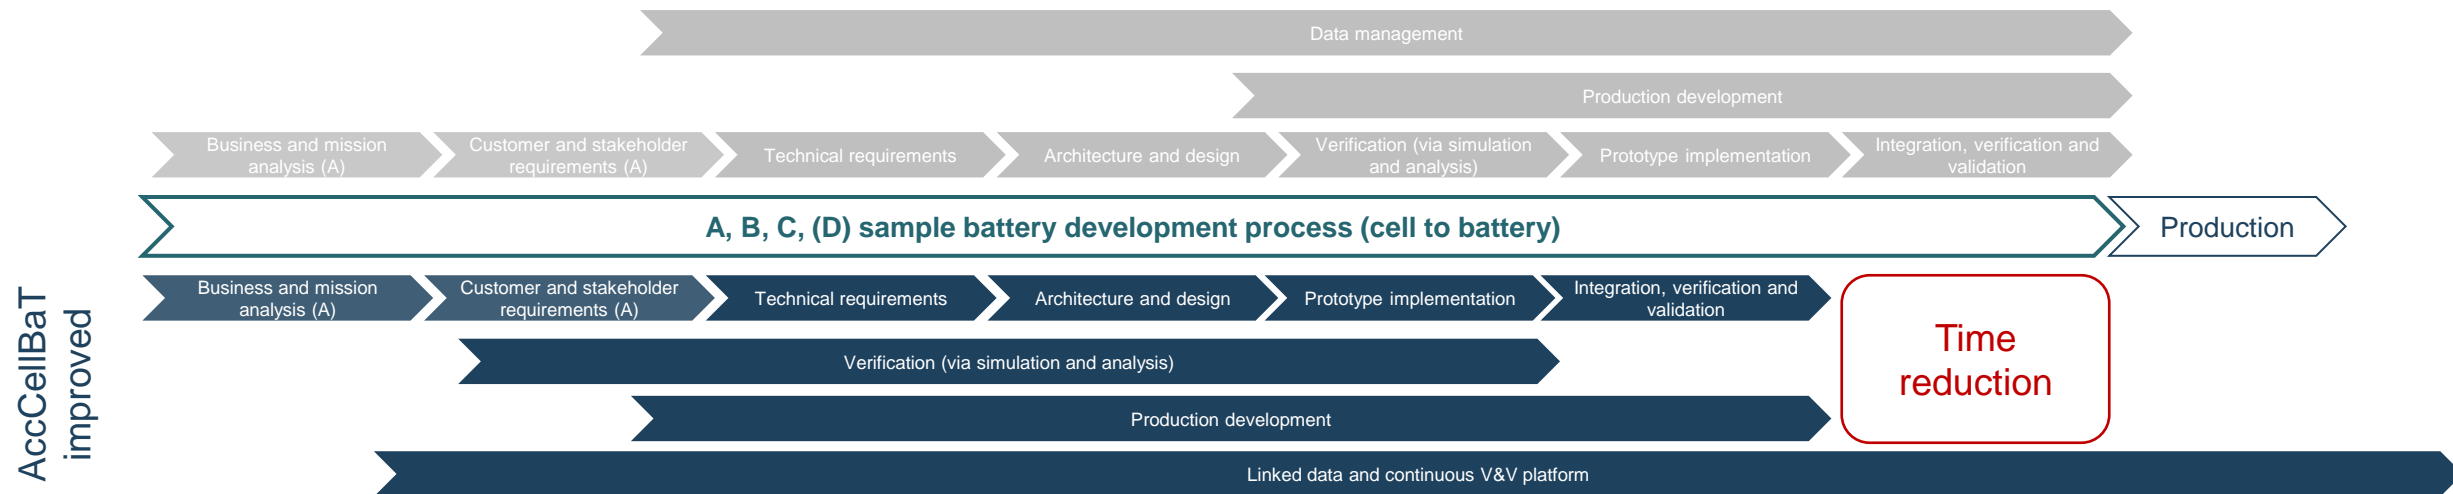 Data management
Production development
Business and mission
analysis (A)
Customer and stakeholder
requirements (A)
Technical requirements
Architecture and design
Verification (via simulation
and analysis)
Prototype implementation
Integration, verification and
validation
A, B, C, (D) sample battery development process (cell to battery)
Production
AccCellBaT
improved
Business and mission
analysis (A)
Customer and stakeholder
requirements (A)
Technical requirements
Architecture and design
Prototype implementation
Integration, verification and
validation
Time
reduction
Verification (via simulation and analysis)
Production development
Linked data and continuous V&V platform